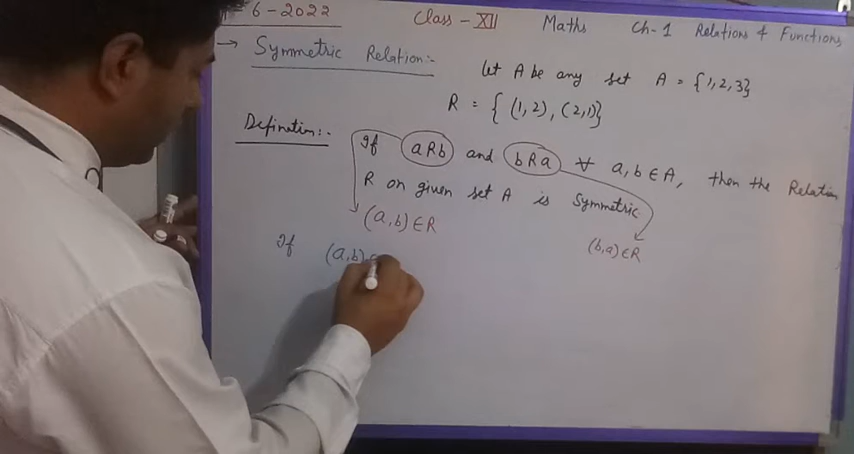 -6-2022 Class - XII Maths Ch-1 Relations & Functions
→ Symmetric Relation:-
Let A be any set A = {1,2,3}
R = { (1,2), (2,1)}
Definition:- If aRb and bRa ∀ a,b ∈ A, then the Relation
R on given set A is Symmetric
(a,b) ∈ R (b,a) ∈ R
If (a,b)